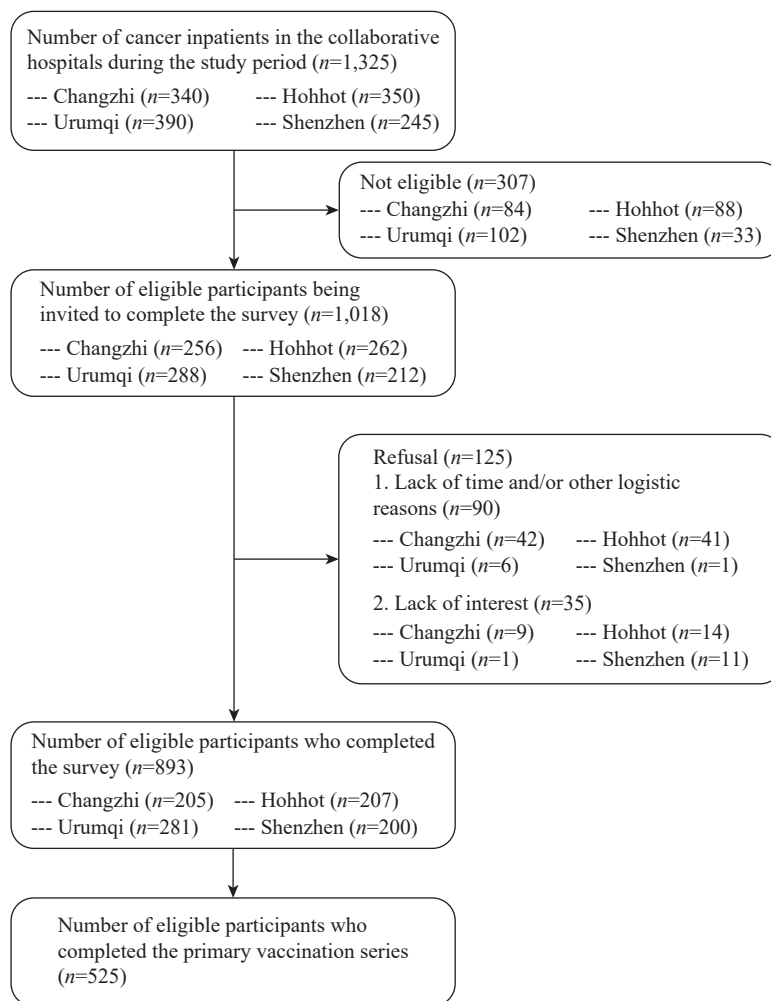 Number of cancer inpatients in the collaborative
hospitals during the study period (n=1,325)
--- Changzhi (n=340) --- Hohhot (n=350)
--- Urumqi (n=390) --- Shenzhen (n=245)
Not eligible (n=307)
--- Changzhi (n=84) --- Hohhot (n=88)
--- Urumqi (n=102) --- Shenzhen (n=33)
Number of eligible participants being
invited to complete the survey (n=1,018)
--- Changzhi (n=256) --- Hohhot (n=262)
--- Urumqi (n=288) --- Shenzhen (n=212)
Refusal (n=125)
1. Lack of time and/or other logistic
reasons (n=90)
--- Changzhi (n=42) --- Hohhot (n=41)
--- Urumqi (n=6) --- Shenzhen (n=1)
2. Lack of interest (n=35)
--- Changzhi (n=9) --- Hohhot (n=14)
--- Urumqi (n=1) --- Shenzhen (n=11)
Number of eligible participants who completed
the survey (n=893)
--- Changzhi (n=205) --- Hohhot (n=207)
--- Urumqi (n=281) --- Shenzhen (n=200)
Number of eligible participants who
completed the primary vaccination series
(n=525)